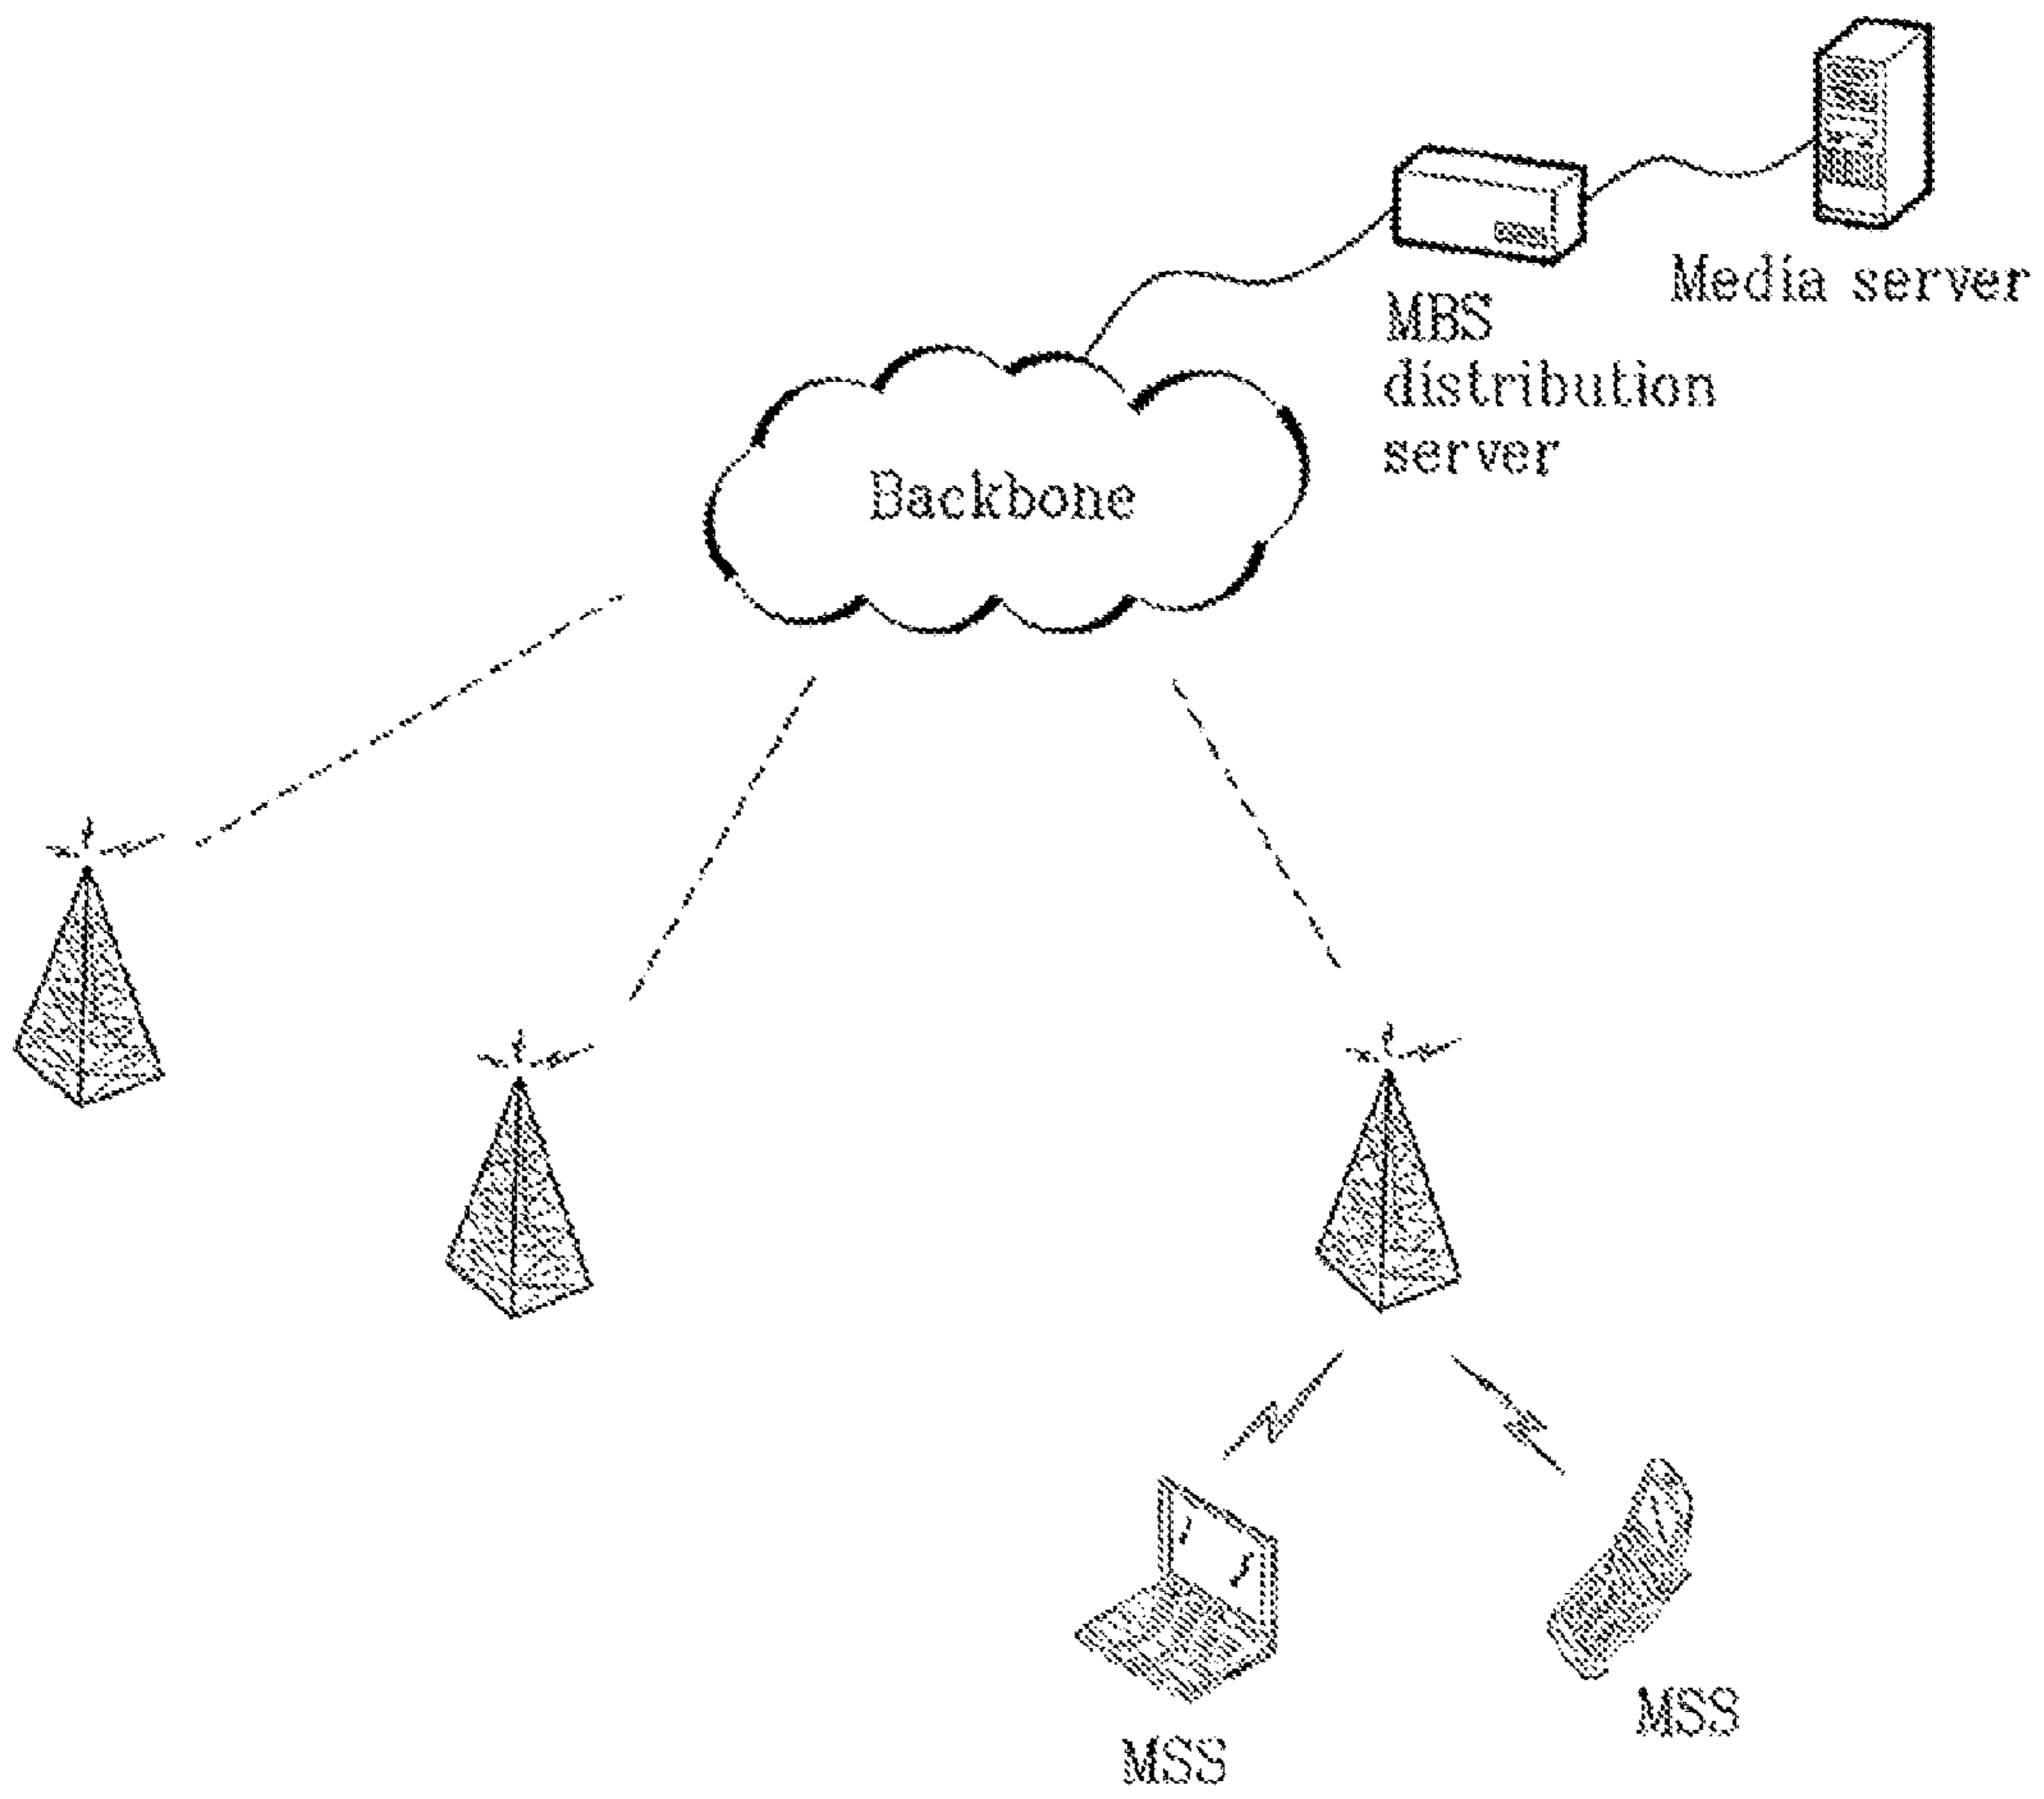 Media server
MBS
distribution
server
Backbone
MSS
MSS